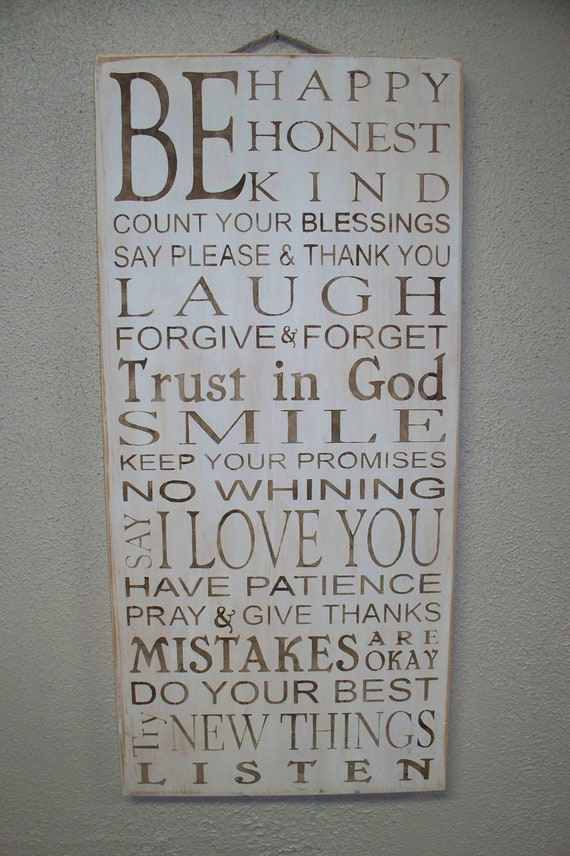 BE HAPPY
HONEST
KIND
COUNT YOUR BLESSINGS
SAY PLEASE & THANK YOU
LAUGH
FORGIVE & FORGET
Trust in God
SMILE
KEEP YOUR PROMISES
NO WHINING
SAY I LOVE YOU
HAVE PATIENCE
PRAY & GIVE THANKS
MISTAKES ARE OKAY
DO YOUR BEST
Try NEW THINGS
LISTEN